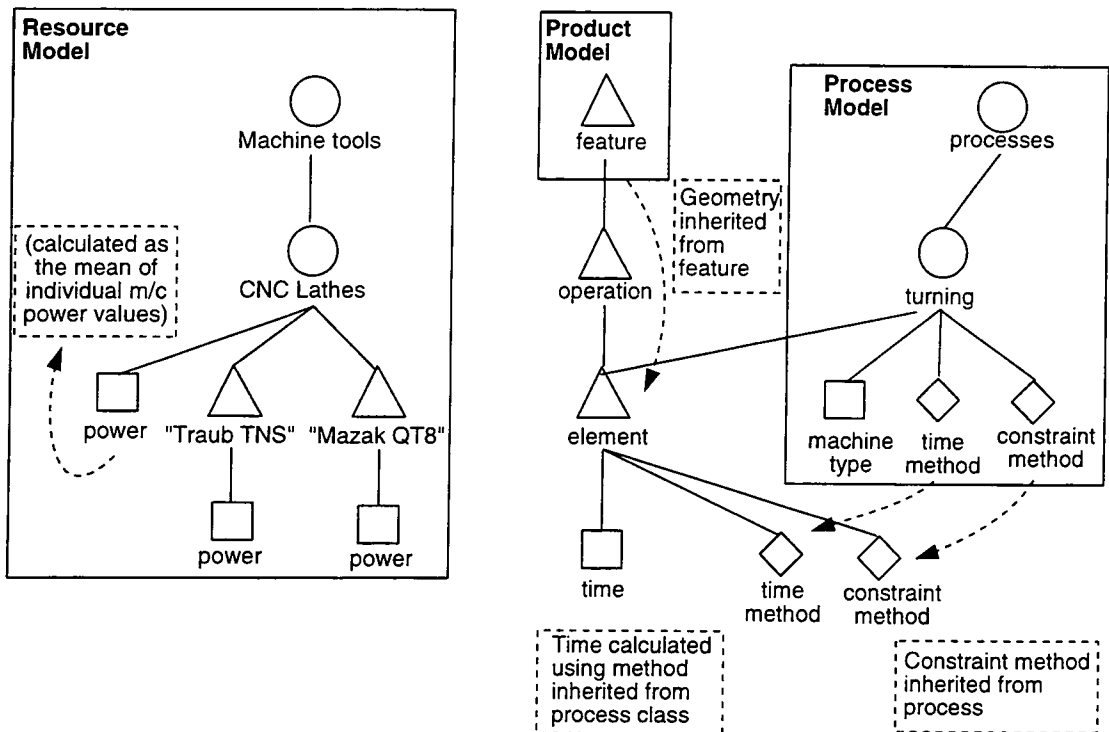 Resource
Model
Machine tools
(calculated as
the mean of
individual m/c
power values)
CNC Lathes
power
"Traub TNS"
"Mazak QT8"
power
power
Product
Model
feature
Geometry
inherited
from
feature
operation
element
time
time
method
constraint
method
Time calculated
using method
inherited from
process class
Constraint method
inherited from
process
Process
Model
processes
turning
machine
type
time
method
constraint
method